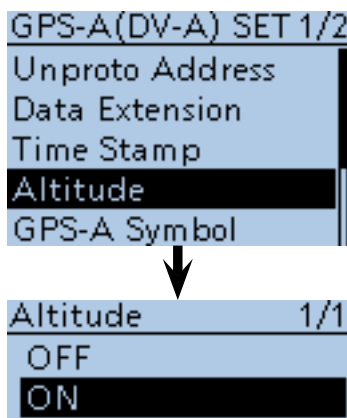 GPS-A(DV-A) SET 1/2
Unproto Address
Data Extension
Time Stamp
Altitude
GPS-A Symbol
Altitude 1/1
OFF
ON